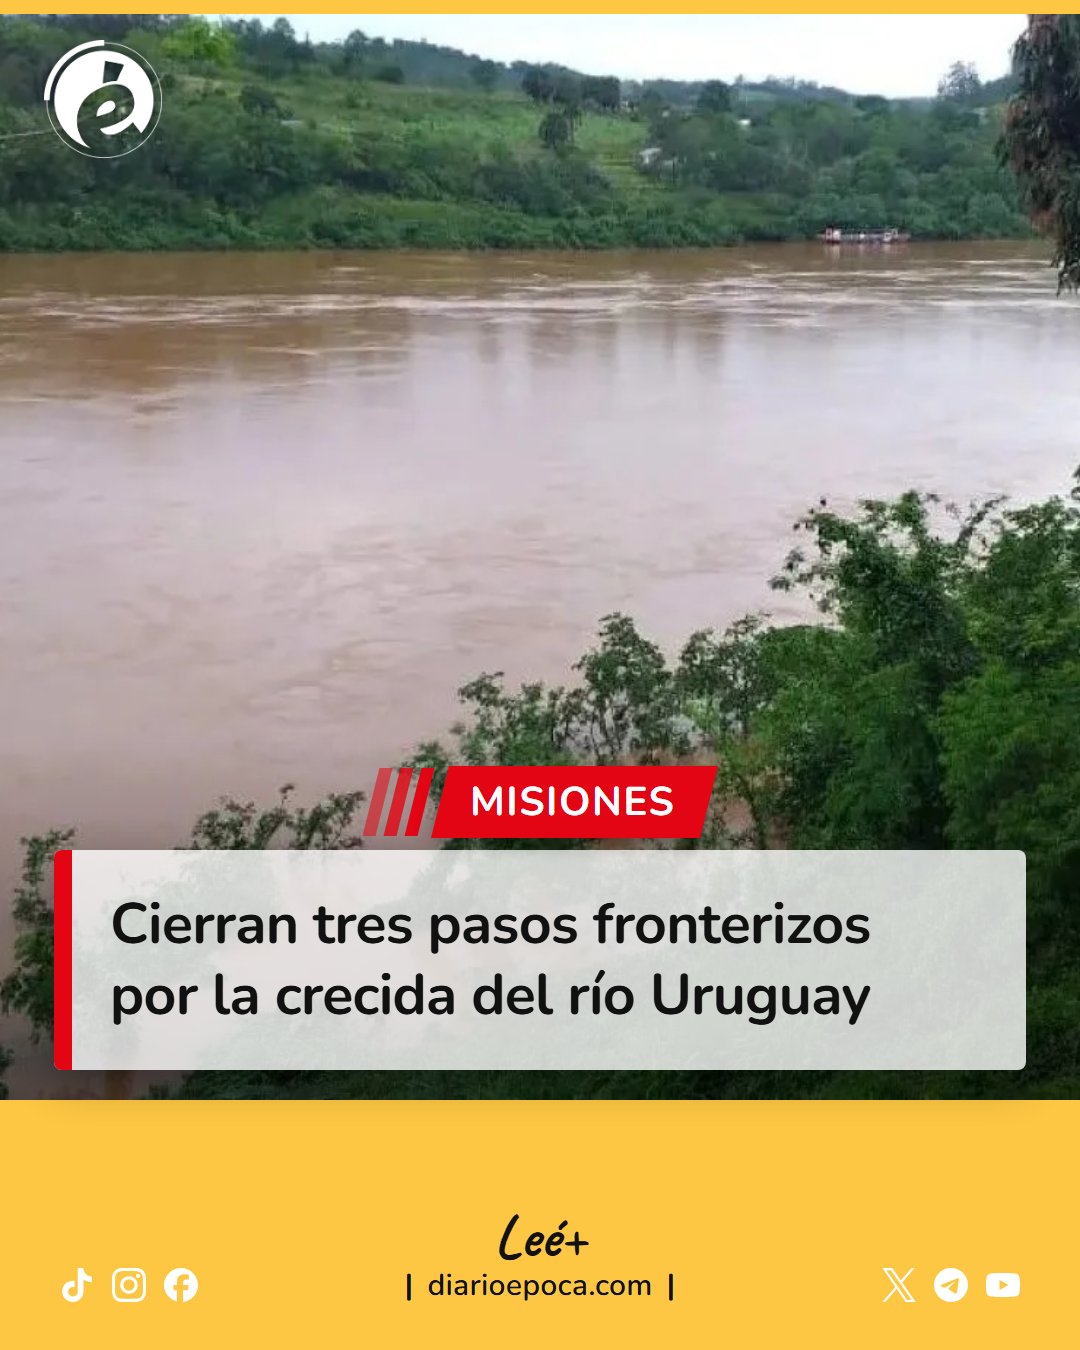 MISIONES
Cierran tres pasos fronterizos
por la crecida del río Uruguay
Leé+
| diarioepoca.com |